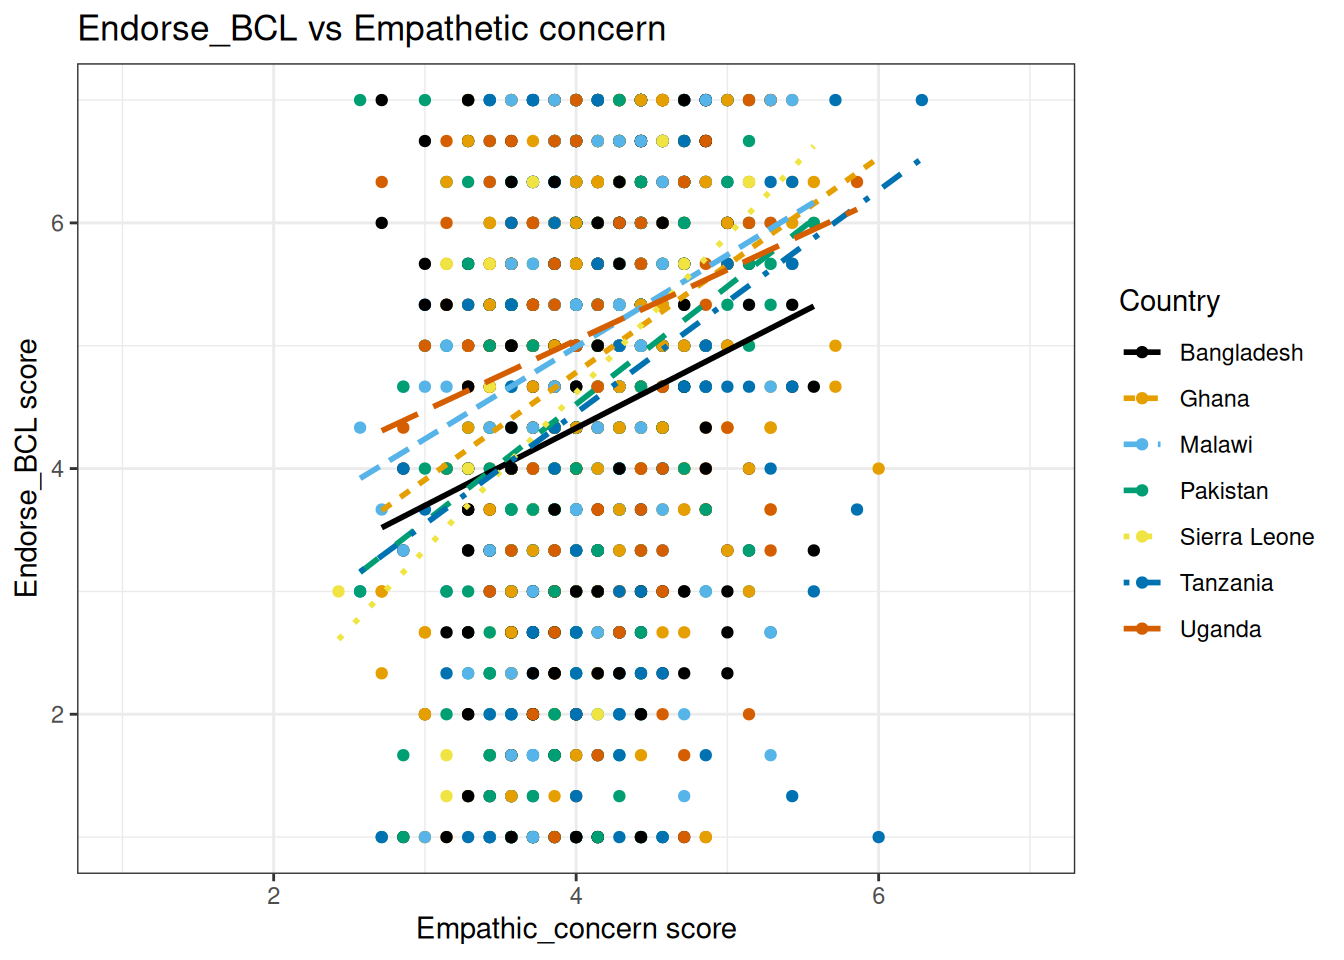 Endorse_BCL vs Empathetic concern
Endorse_BCL score
6
4
2
2
4
6
Empathic_concern score
Country
Bangladesh
Ghana
Malawi
Pakistan
Sierra Leone
Tanzania
Uganda